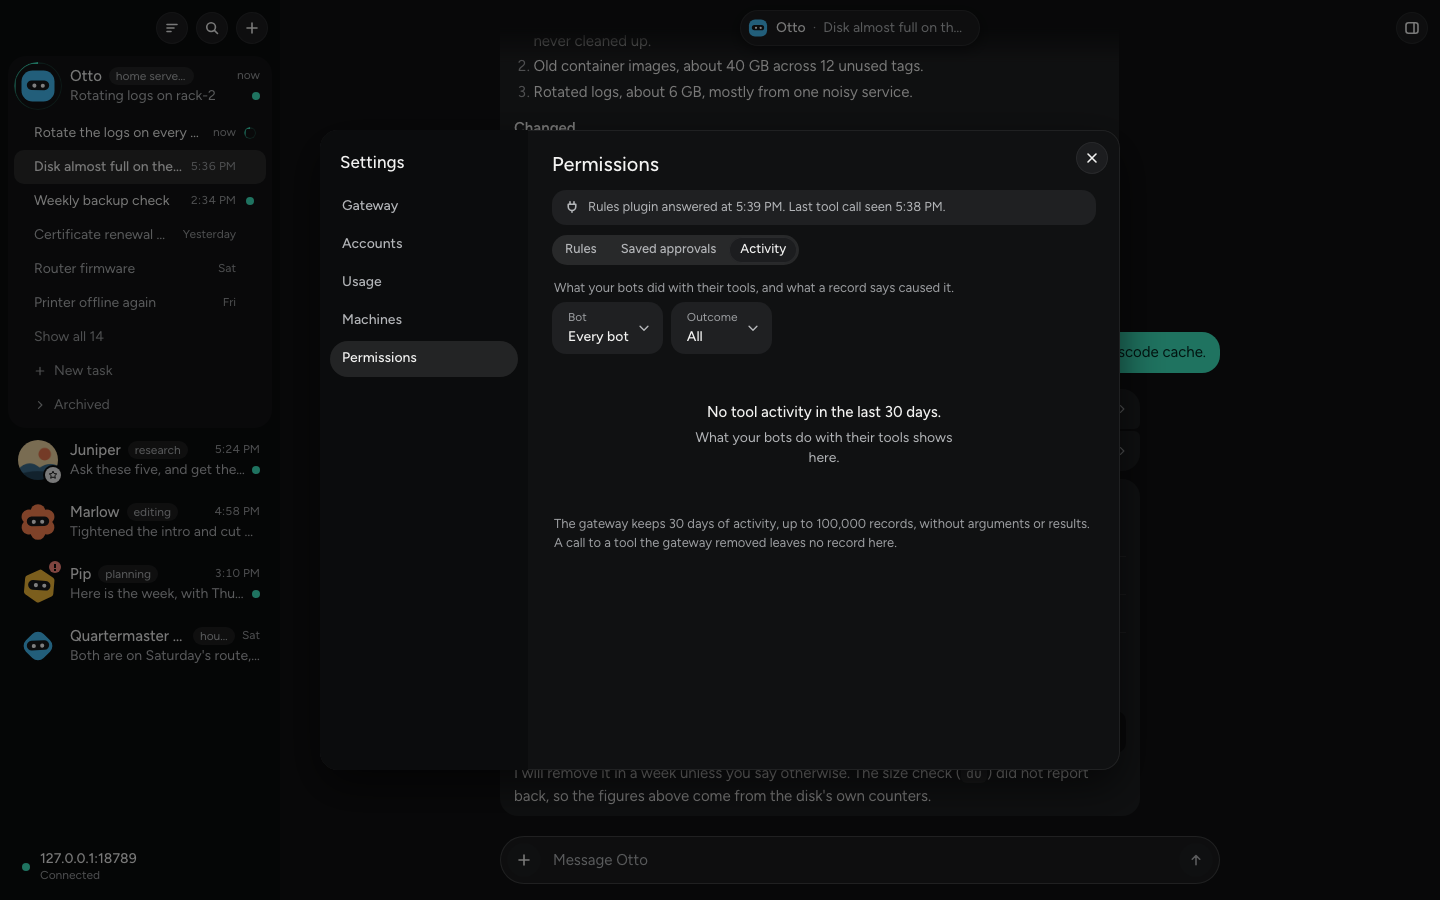 Otto · Disk almost full on th...
Otto home serve... now
Rotating logs on rack-2
Rotate the logs on every ... now
Disk almost full on the... 5:36 PM
Weekly backup check 2:34 PM
Certificate renewal ... Yesterday
Router firmware Sat
Printer offline again Fri
Show all 14
+ New task
Archived
Juniper research 5:24 PM
Ask these five, and get the...
Marlow editing 4:58 PM
Tightened the intro and cut ...
Pip planning 3:10 PM
Here is the week, with Thu...
Quartermaster ... hou... Sat
Both are on Saturday's route,...
127.0.0.1:18789
Connected
never cleaned up.
2. Old container images, about 40 GB across 12 unused tags.
3. Rotated logs, about 6 GB, mostly from one noisy service.
Changed
scode cache.
Settings
Gateway
Accounts
Usage
Machines
Permissions
Permissions
Rules plugin answered at 5:39 PM. Last tool call seen 5:38 PM.
Rules Saved approvals Activity
What your bots did with their tools, and what a record says caused it.
Bot
Every bot
Outcome
All
No tool activity in the last 30 days.
What your bots do with their tools shows
here.
The gateway keeps 30 days of activity, up to 100,000 records, without arguments or results.
A call to a tool the gateway removed leaves no record here.
I will remove it in a week unless you say otherwise. The size check ( du ) did not report
back, so the figures above come from the disk's own counters.
Message Otto